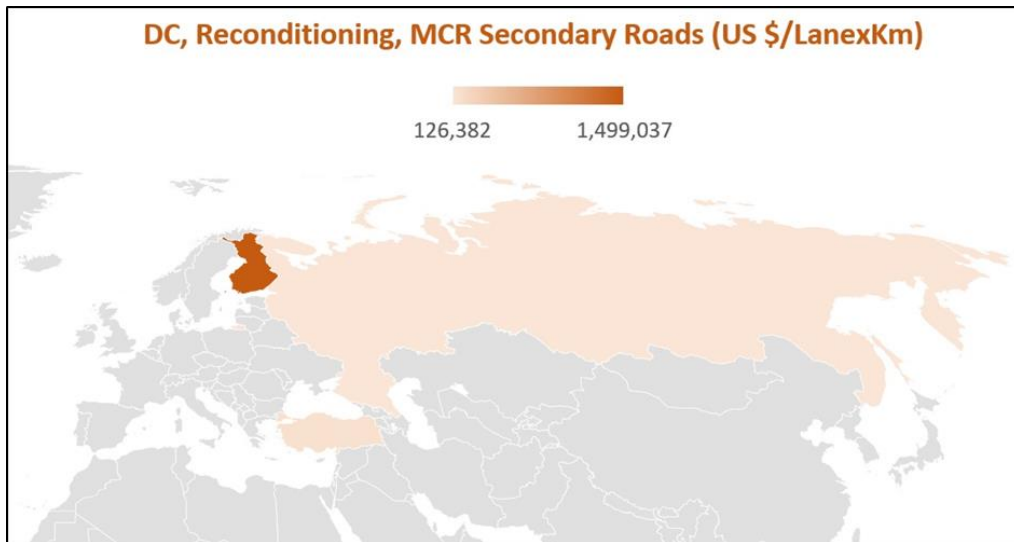 DC, Reconditioning, MCR Secondary Roads (US $/LanexKm)
126,382 1,499,037